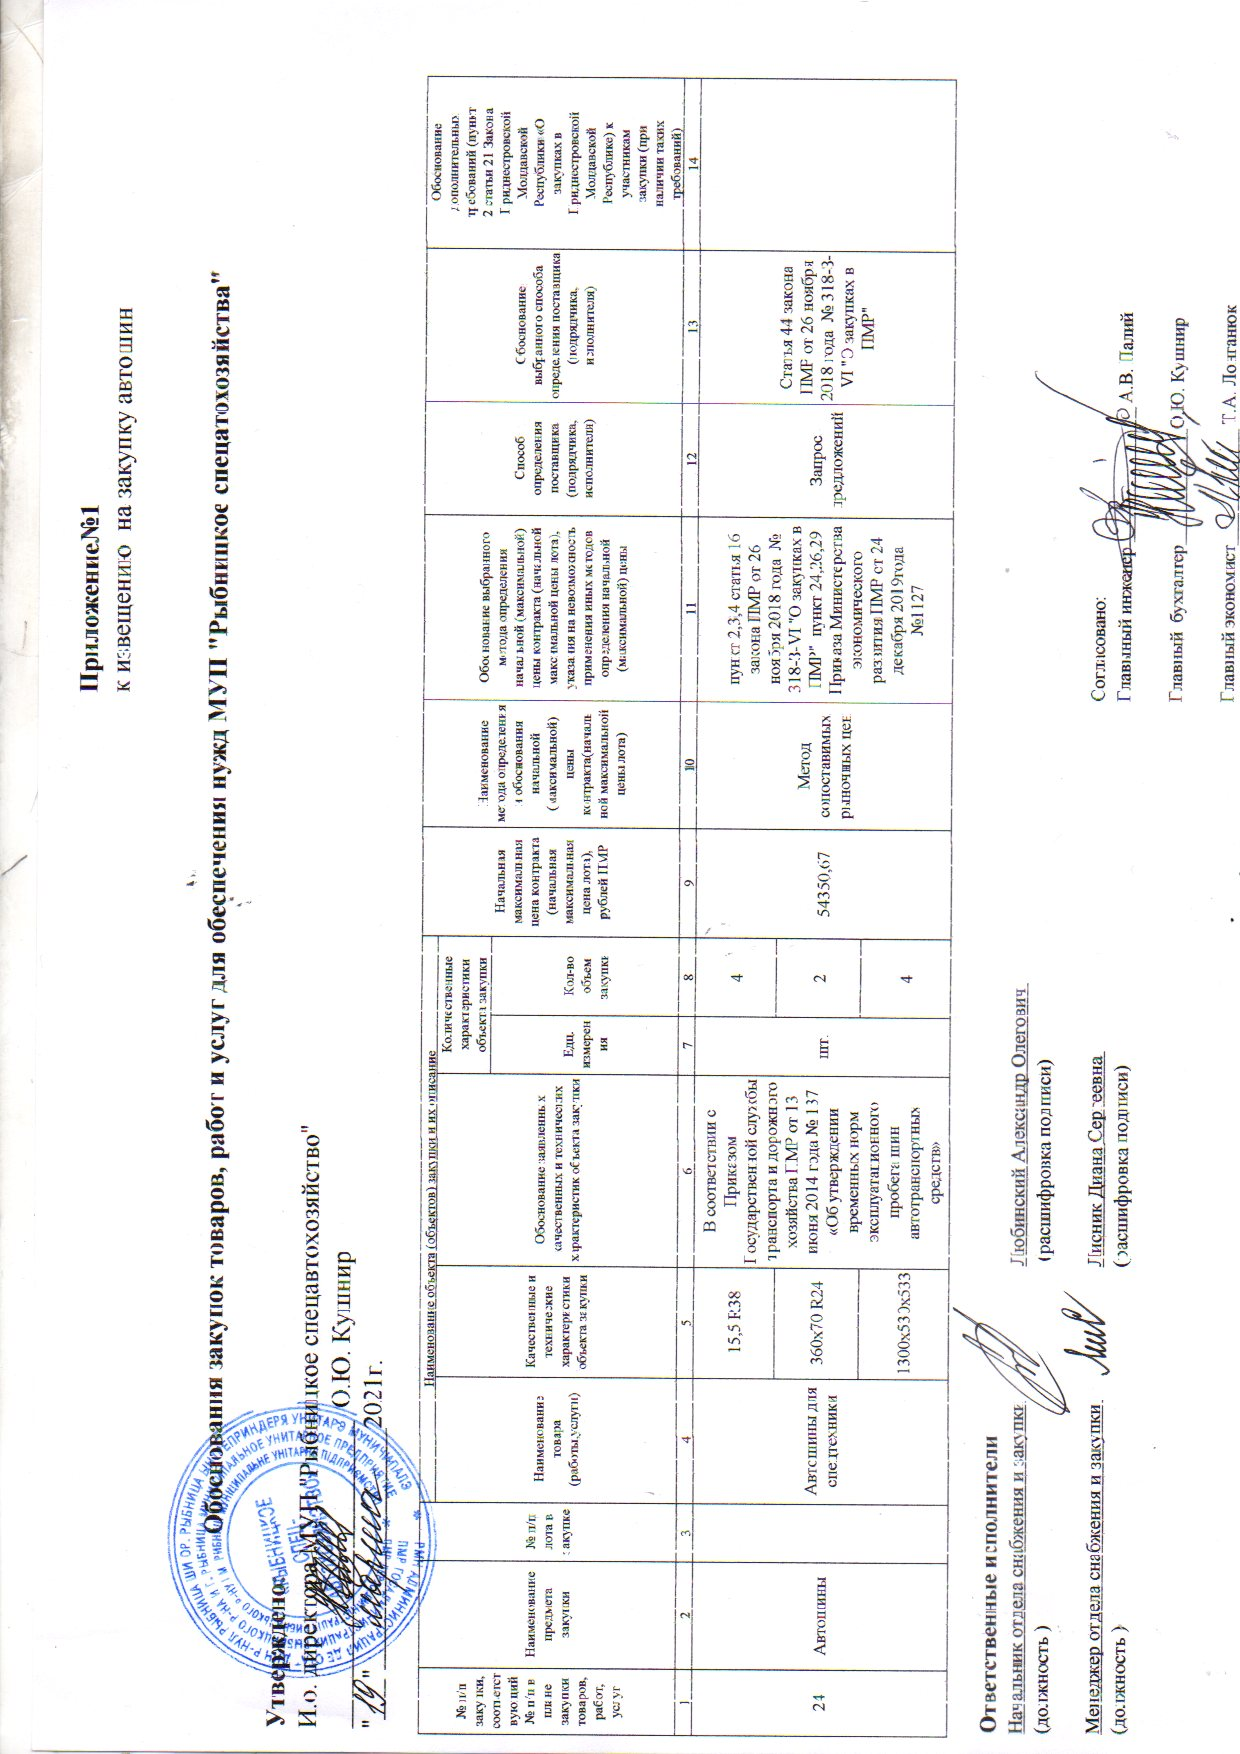 Приложение№1
к извещению на закупку автошин
Обоснования закупок товаров, работ и услуг для обеспечения нужд МУП "Рыбницкое спецатохозяйства"
Утверждено:
И.о. директора МУП "Рыбницкое спецавтохозяйство"
О.Ю. Кушнир
"19" 2021г.
№ п/п
закупки,
соответст
вующий
№ п/п в
плане
закупки
товаров,
работ,
услуг
Наименование
предмета
закупки
№ п/п
лота в
закупке
Наименование объекта (объектов) закупки и их описание
Наименование
товара
(работы,услуги)
Качественные и
технические
характеристики
объекта закупки
Обоснование заявленных
качественных и технических
характеристик объекта закупки
Количественные
характеристики
объекта закупки
Един.
измерен
ия
Кол-во
объем
закупки
Начальная
максимальная
цена контракта
(начальная
максимальная
цена лота),
рублей ПМР
Наименование
метода определения
и обоснования
начальной
(максимальной)
цены
контракта(началь
ной максимальной
цены лота)
Обоснование выбранного
метода определения
начальной (максимальной)
цены контракта (начальной
максимальной цены лота),
указания на невозможность
применения иных методов
определения начальной
(максимальной) цены
Способ
определения
поставщика
(подрядчика,
исполнителя)
Обоснование
выбранного способа
определения поставщика
(подрядчика,
исполнителя)
Обоснование
дополнительных
требований (пункт
2 статьи 21 Закона
Приднестровской
Молдавской
Республики «О
закупках в
Приднестровской
Молдавской
Республике) к
участникам
закупки (при
наличии таких
требований)
1 2 3 4 5 6 7 8 9 10 11 12 13 14
24
Автошины
Автошины для
спецтехники
15,5 R38
360х70 R24
1300х530х533
В соответствии с
Приказом
Государственной службы
транспорта и дорожного
хозяйства ПМР от 13
июня 2014 года № 137
«Об утверждении
временных норм
эксплуатационного
пробега шин
автотранспортных
средств»
шт.
4
2
4
54350,67
Метод
сопоставимых
рыночных цен
пункт 2,3,4 статья 16
закона ПМР от 26
ноября 2018 года №
318-З-VI "О закупках в
ПМР" пункт 24,26,29
Приказа Министерства
экономического
развития ПМР от 24
декабря 2019года
№1127
Запрос
предложений
Статья 44 закона
ПМР от 26 ноября
2018 года № 318-З-
VI "О закупках в
ПМР"
Ответственные исполнители
Начальник отдела снабжения и закупки Любинский Александр Олегович
(должность ) (расшифровка подписи)
Менеджер отдела снабжения и закупки Лисник Диана Сергеевна
(должность ) (расшифровка подписи)
Согласовано:
Главный инженер А.В. Палий
Главный бухгалтер О.Ю. Кушнир
Главный экономист Т.А. Лонганюк